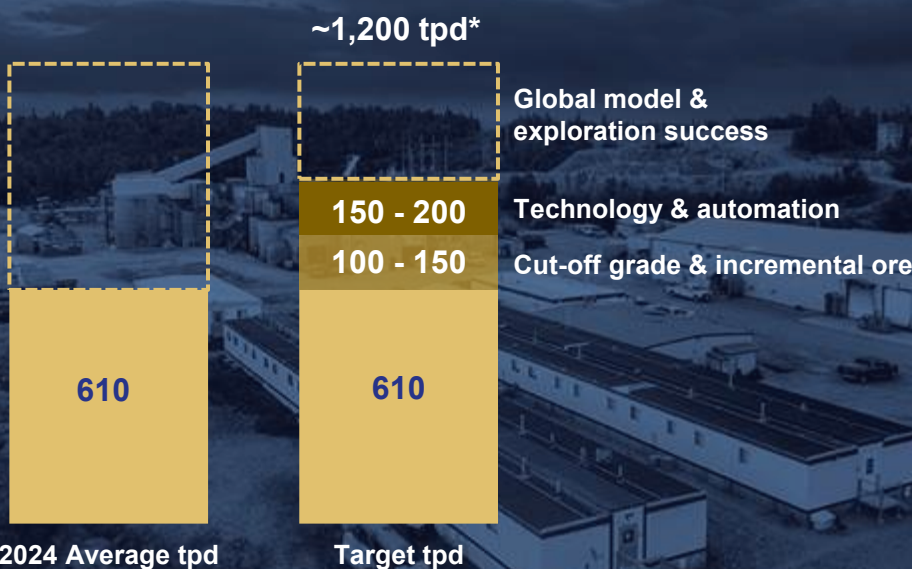 ~1,200 tpd*
Global model &
exploration success
150 - 200
Technology & automation
100 - 150
Cut-off grade & incremental ore
610
610
2024 Average tpd
Target tpd